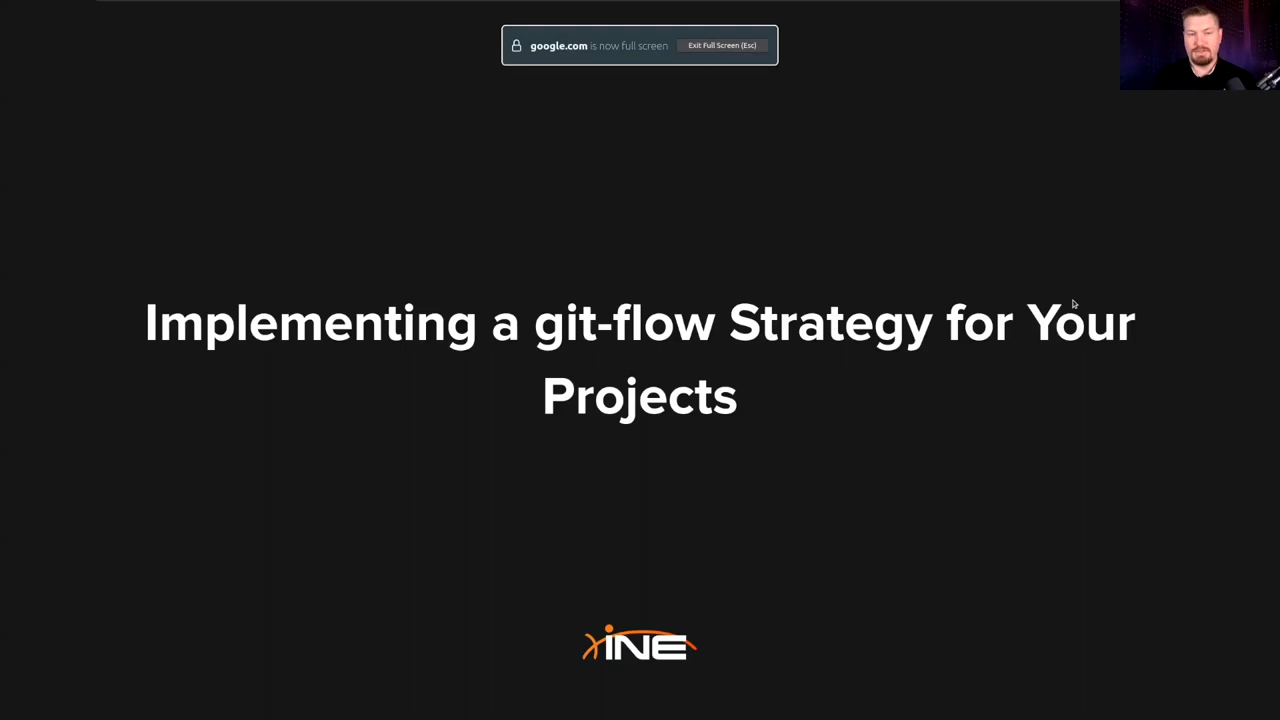 google.com is now full screen
Exit Full Screen (Esc)
Implementing a git-flow Strategy for Your
Projects
INE